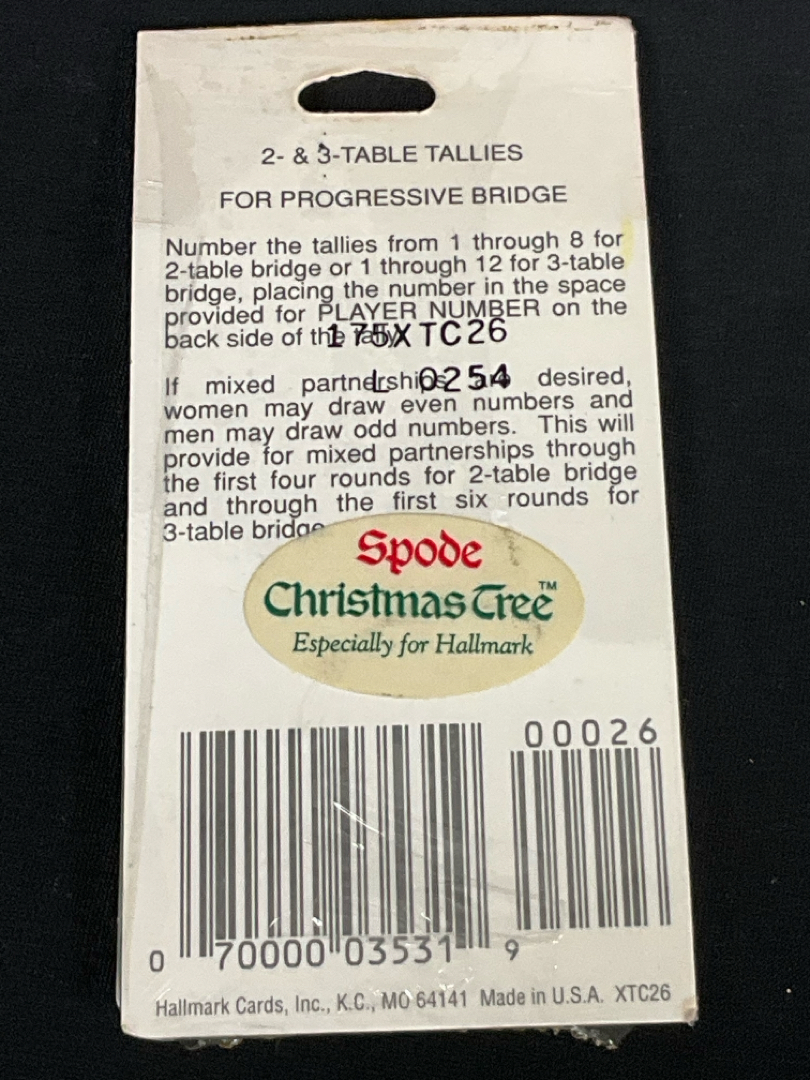 2- & 3-TABLE TALLIES
FOR PROGRESSIVE BRIDGE
Number the tallies from 1 through 8 for
2-table bridge or 1 through 12 for 3-table
bridge, placing the number in the space
provided for PLAYER NUMBER on the
back side of the tally.
175XTC26
If mixed partnerships are desired,
L 0254
women may draw even numbers and
men may draw odd numbers. This will
provide for mixed partnerships through
the first four rounds for 2-table bridge
and through the first six rounds for
3-table bridge
Spode
Christmas Tree™
Especially for Hallmark
00026
0 70000 03531 9
Hallmark Cards, Inc., K.C., MO 64141 Made in U.S.A. XTC26